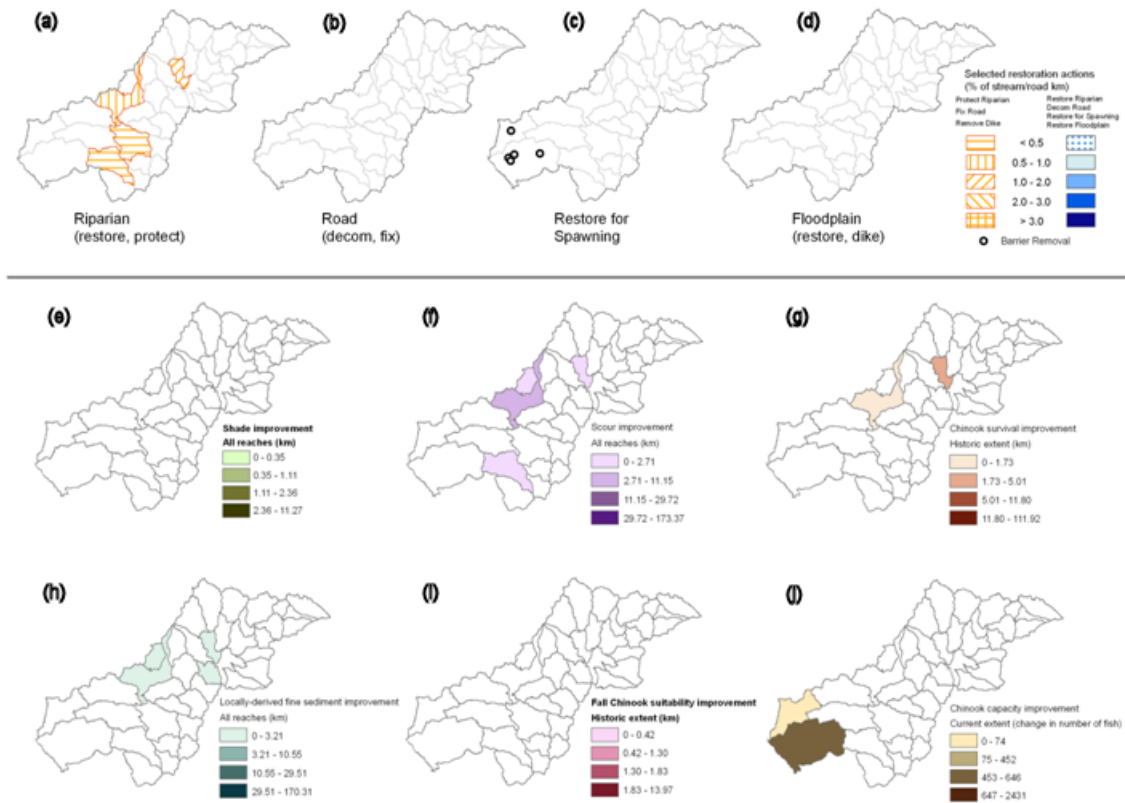 (a)
(b)
(c)
(d)
Riparian
(restore, protect)
Road
(decom, fix)
Restore for
Spawning
Floodplain
(restore, dike)
Selected restoration actions
(% of stream/road km)
Protect Riparian
Fix Road
Remove Dike
Restore Riparian
Decom Road
Restore for Spawning
Restore Floodplain
< 0.5
0.5 - 1.0
1.0 - 2.0
2.0 - 3.0
> 3.0
Barrier Removal
(e)
Shade improvement
All reaches (km)
0 - 0.35
0.35 - 1.11
1.11 - 2.36
2.36 - 11.27
(f)
Scour improvement
All reaches (km)
0 - 2.71
2.71 - 11.15
11.15 - 29.72
29.72 - 173.37
(g)
Chinook survival improvement
Historic extent (km)
0 - 1.73
1.73 - 5.01
5.01 - 11.80
11.80 - 111.92
(h)
Locally-derived fine sediment improvement
All reaches (km)
0 - 3.21
3.21 - 10.55
10.55 - 29.51
29.51 - 170.31
(i)
Fall Chinook suitability improvement
Historic extent (km)
0 - 0.42
0.42 - 1.30
1.30 - 1.83
1.83 - 13.97
(j)
Chinook capacity improvement
Current extent (change in number of fish)
0 - 74
75 - 452
453 - 646
647 - 2431